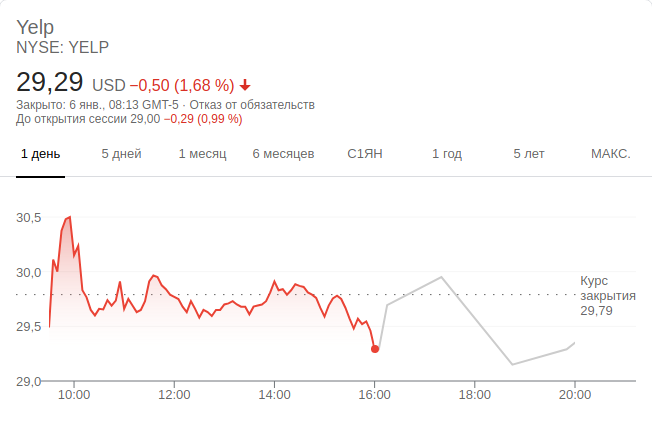 Yelp
NYSE: YELP
29,29 USD −0,50 (1,68 %)
Закрыто: 6 янв., 08:13 GMT-5 · Отказ от обязательств
До открытия сессии 29,00 −0,29 (0,99 %)
1 день 5 дней 1 месяц 6 месяцев С1ЯН 1 год 5 лет МАКС.
30,5
30,0
Курс
закрытия
29,79
29,5
29,0
10:00 12:00 14:00 16:00 18:00 20:00